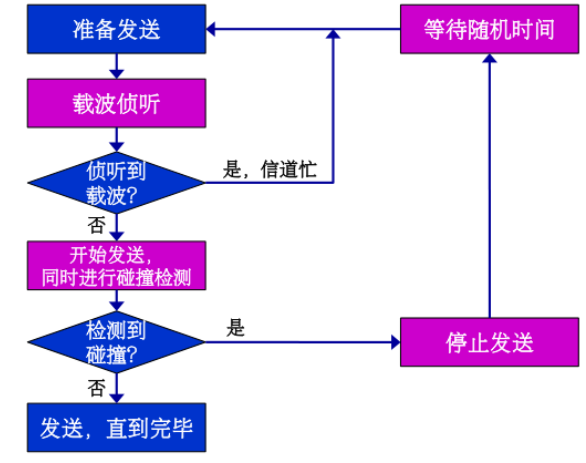 准备发送
等待随机时间
载波侦听
侦听到
载波?
是，信道忙
否
开始发送，
同时进行碰撞检测
检测到
碰撞?
是
停止发送
否
发送，直到完毕